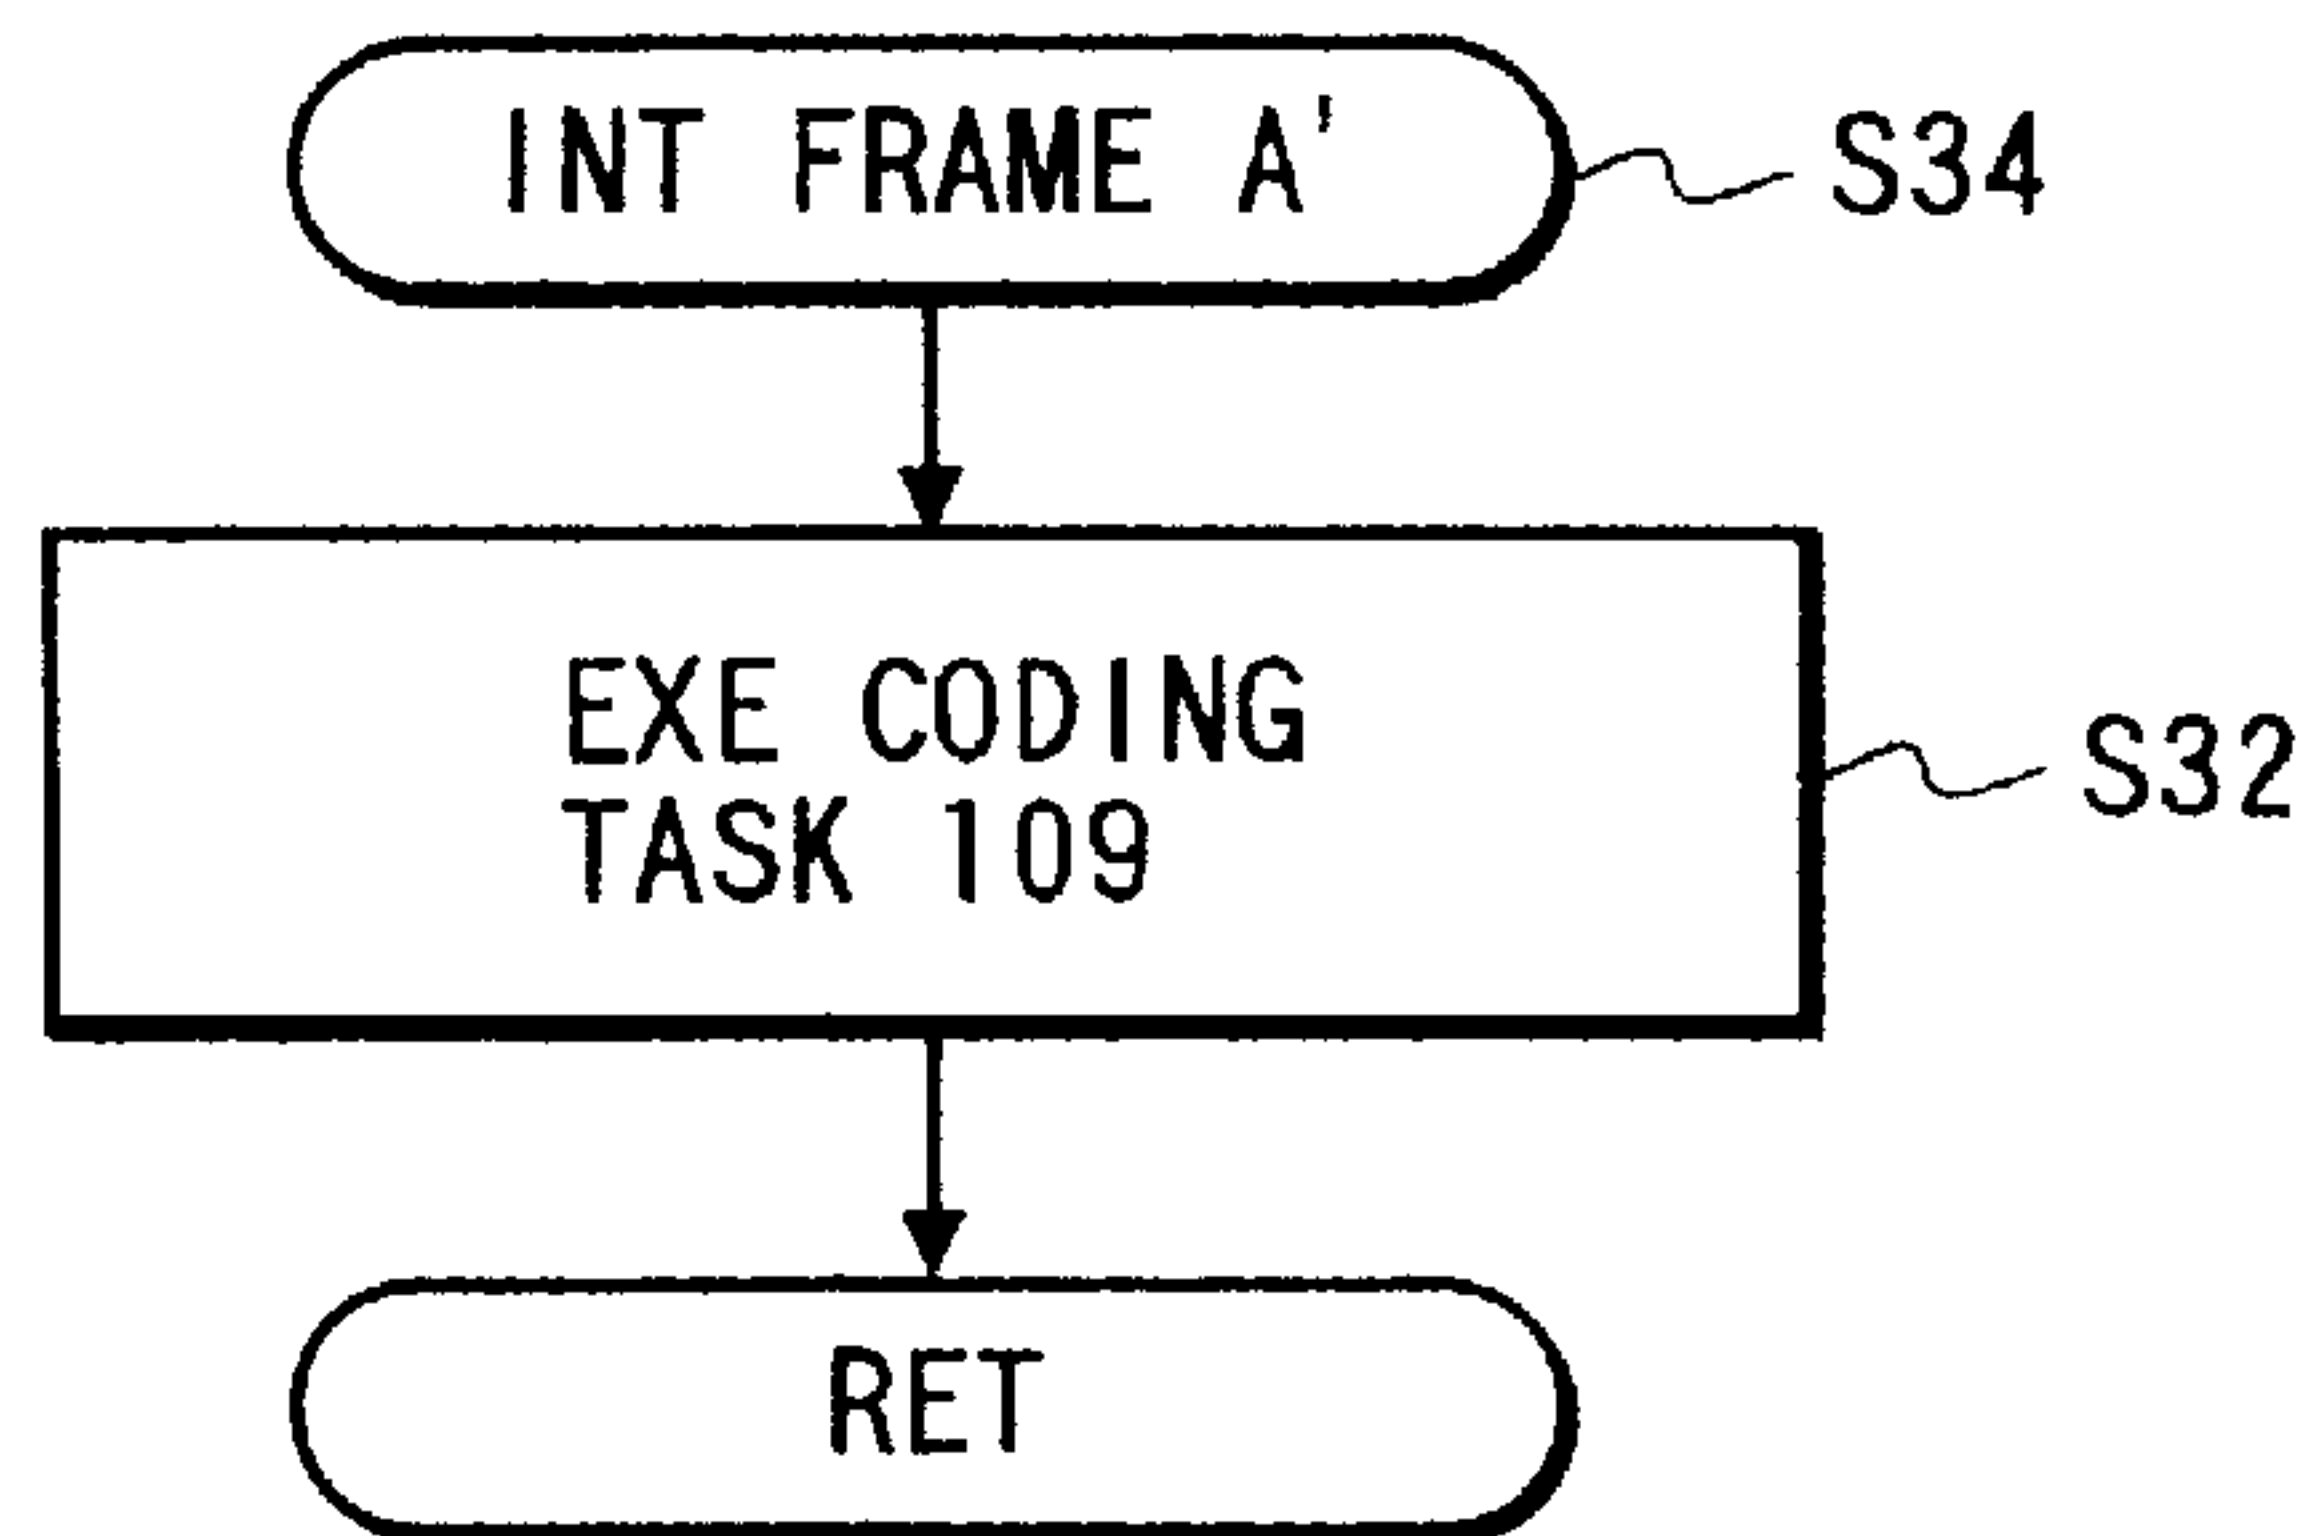 INT FRAME A'
S34
EXE CODING
TASK 109
S32
RET